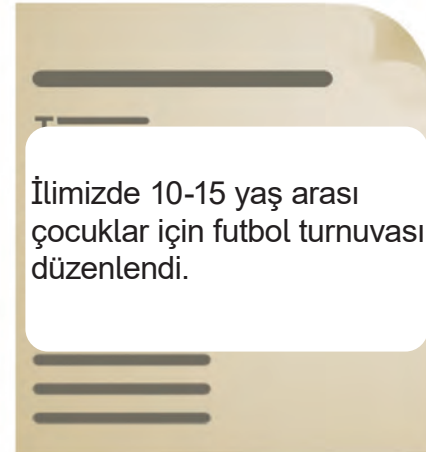 İlimizde 10-15 yaş arası
çocuklar için futbol turnuvası
düzenlendi.